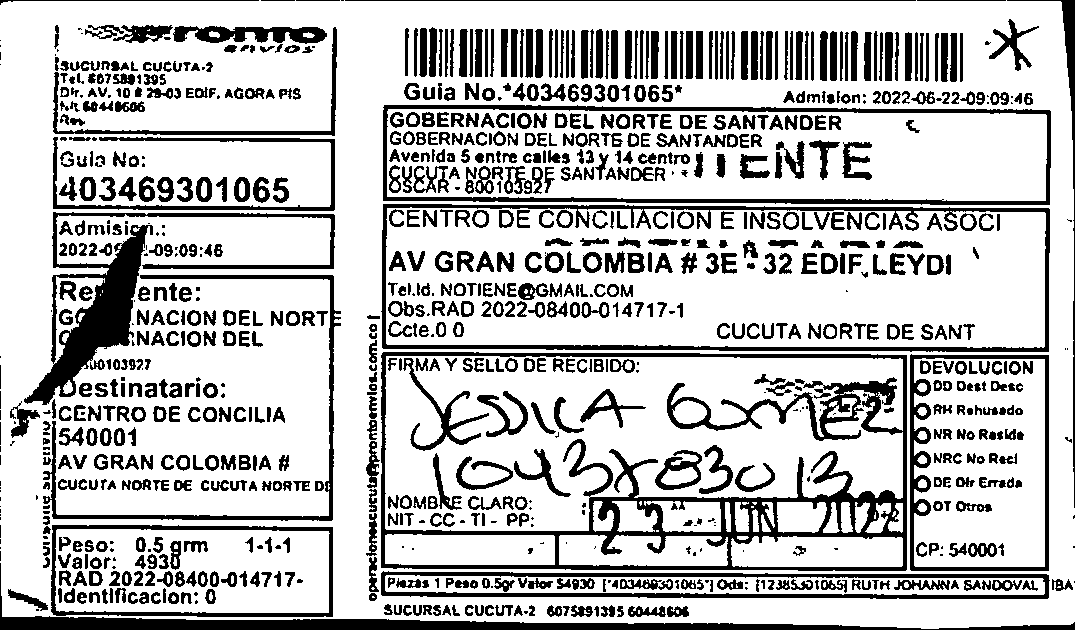 Pronto
envios
SUCURSAL CUCUTA-2
Tel. 6075891395
Dir. AV. 10 # 29-03 EDIF. AGORA PIS
Nit. 60448606
Rev
Guia No:
403469301065
Admision.:
-09:09:46
GOBERNACION DEL NORTE
NACION DEL
800103927
Destinatario:
CENTRO DE CONCILIA
540001
AV GRAN COLOMBIA #
CUCUTA NORTE DE CUCUTA NORTE DE
Peso: 0.5 grm 1-1-1
Valor: 4930
RAD 2022-08400-014717-
Identificacion: 0
operacionescucuta@prontoenvios.com.co
Guia No.*403469301065*
Admision: 2022-06-22-09:09:46
GOBERNACION DEL NORTE DE SANTANDER
GOBERNACION DEL NORTE DE SANTANDER
Avenida 5 entre calles 13 y 14 centro
CUCUTA NORTE DE SANTANDER
OSCAR - 800103927
CENTRO DE CONCILIACION E INSOLVENCIAS ASOCI
AV GRAN COLOMBIA # 3E - 32 EDIF. LEYDI
Tel.Id. NOTIENE@GMAIL.COM
Obs.RAD 2022-08400-014717-1
Ccte.0 0 CUCUTA NORTE DE SANT
FIRMA Y SELLO DE RECIBIDO:
JESSICA GOMEZ
NOMBRE CLARO:
NIT - CC - TI - PP:
23 JUN 2022
DEVOLUCION
DD Dest Desc
RH Rehusado
NR No Reside
NRC No Recl
DE Dir Errada
OT Otros
CP: 540001
Piezas 1 Peso 0.5gr Valor $4930 [*403469301065*] Ods: [12385301065] RUTH JOHANNA SANDOVAL IBA
SUCURSAL CUCUTA-2 6075891395 60448606